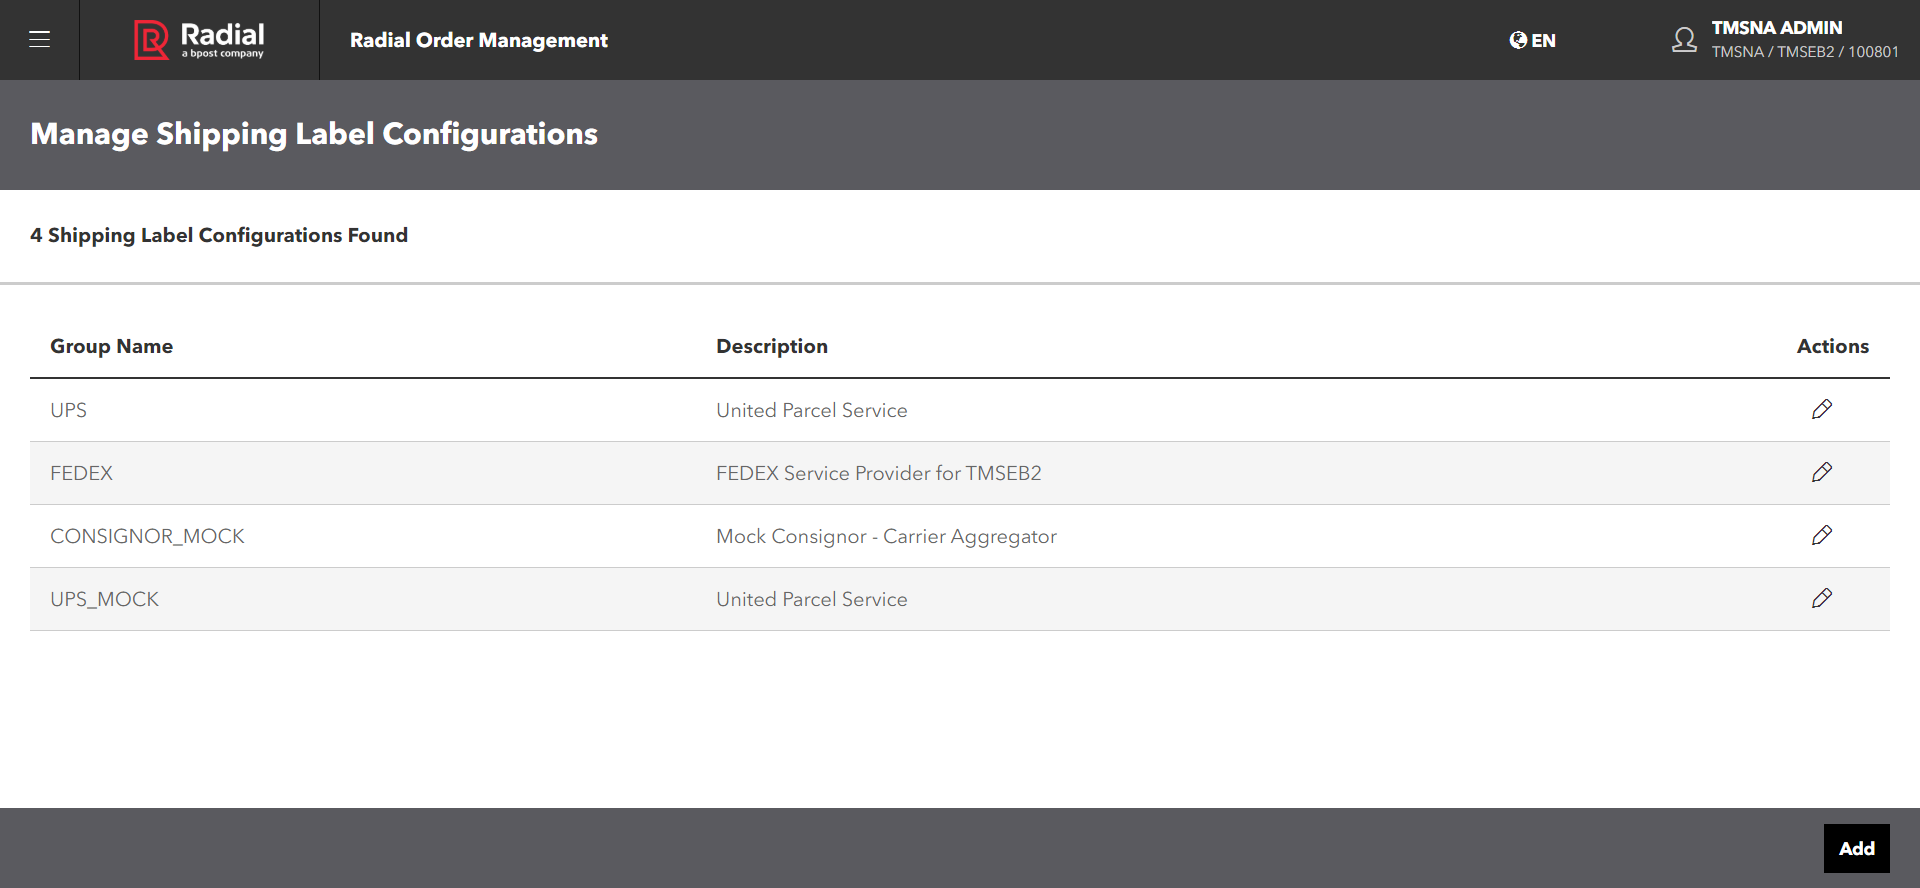 Radial
a bpost company
Radial Order Management
EN
TMSNA ADMIN
TMSNA / TMSEB2 / 100801
Manage Shipping Label Configurations
4 Shipping Label Configurations Found
Group Name Description Actions
UPS United Parcel Service
FEDEX FEDEX Service Provider for TMSEB2
CONSIGNOR_MOCK Mock Consignor - Carrier Aggregator
UPS_MOCK United Parcel Service
Add